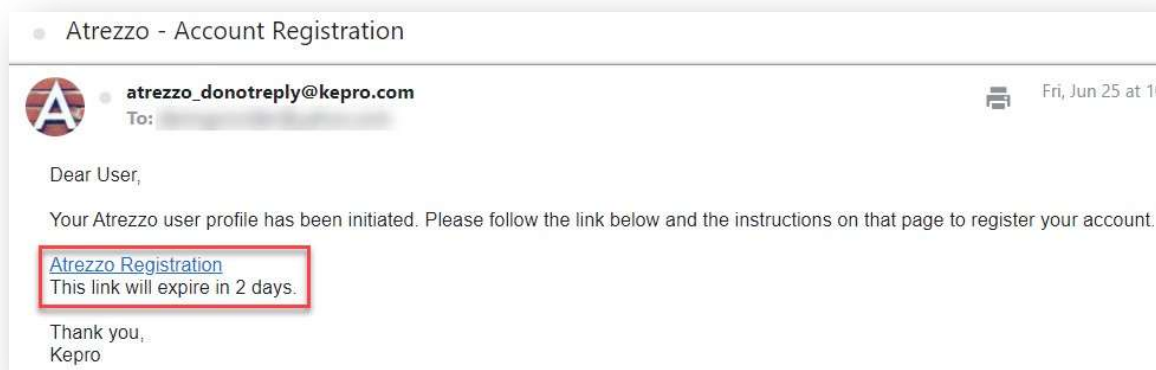 Atrezzo - Account Registration
A
atrezzo_donotreply@kepro.com
Fri, Jun 25 at
To:
Dear User,
Your Atrezzo user profile has been initiated. Please follow the link below and the instructions on that page to register your account.
Atrezzo Registration
This link will expire in 2 days.
Thank you,
Kepro